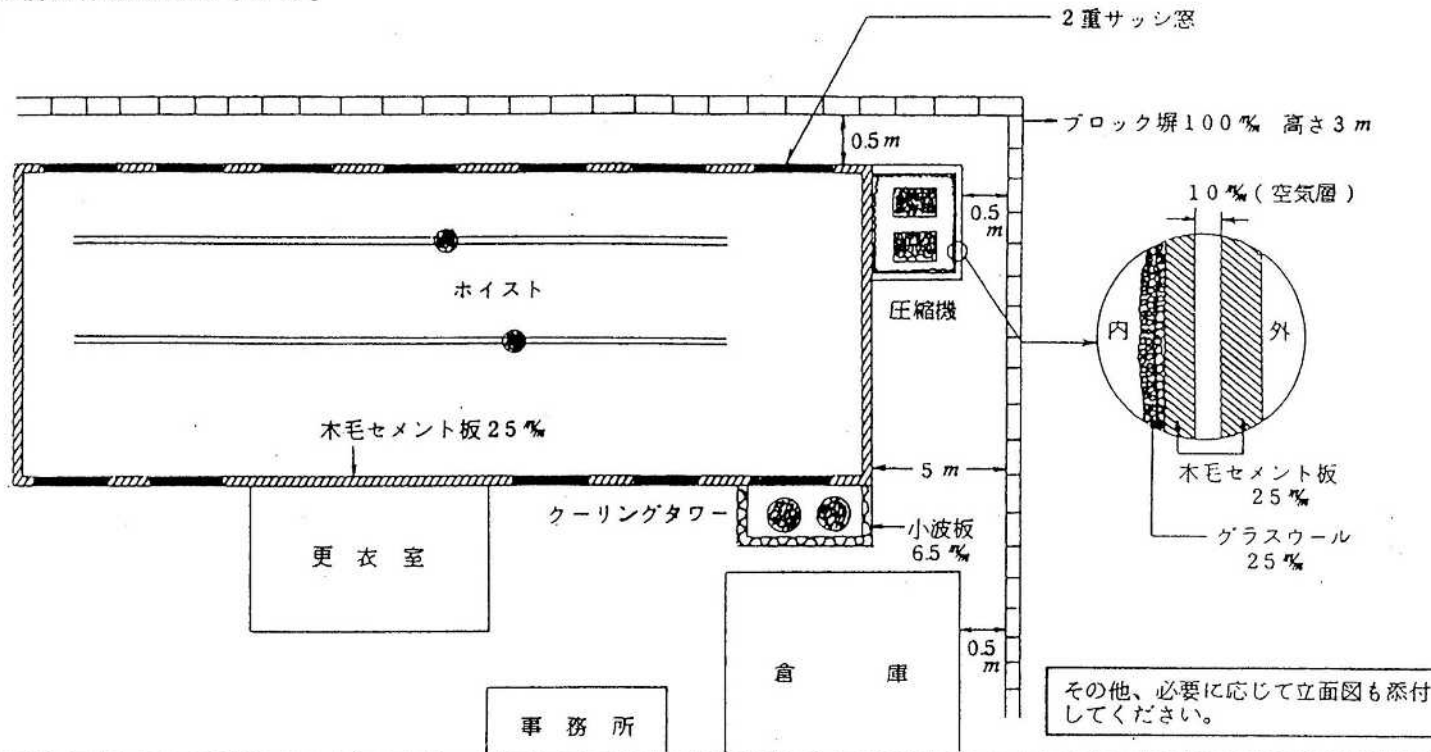 2重サッシ窓
ブロック塀100㎜ 高さ3m
0.5m
10㎜(空気層)
0.5
m
ホイスト
圧縮機
内
外
木毛セメント板25㎜
5m
木毛セメント板
25㎜
クーリングタワー
小波板
6.5㎜
グラスウール
25㎜
更衣室
0.5
m
倉庫
その他、必要に応じて立面図も添付
してください。
事務所